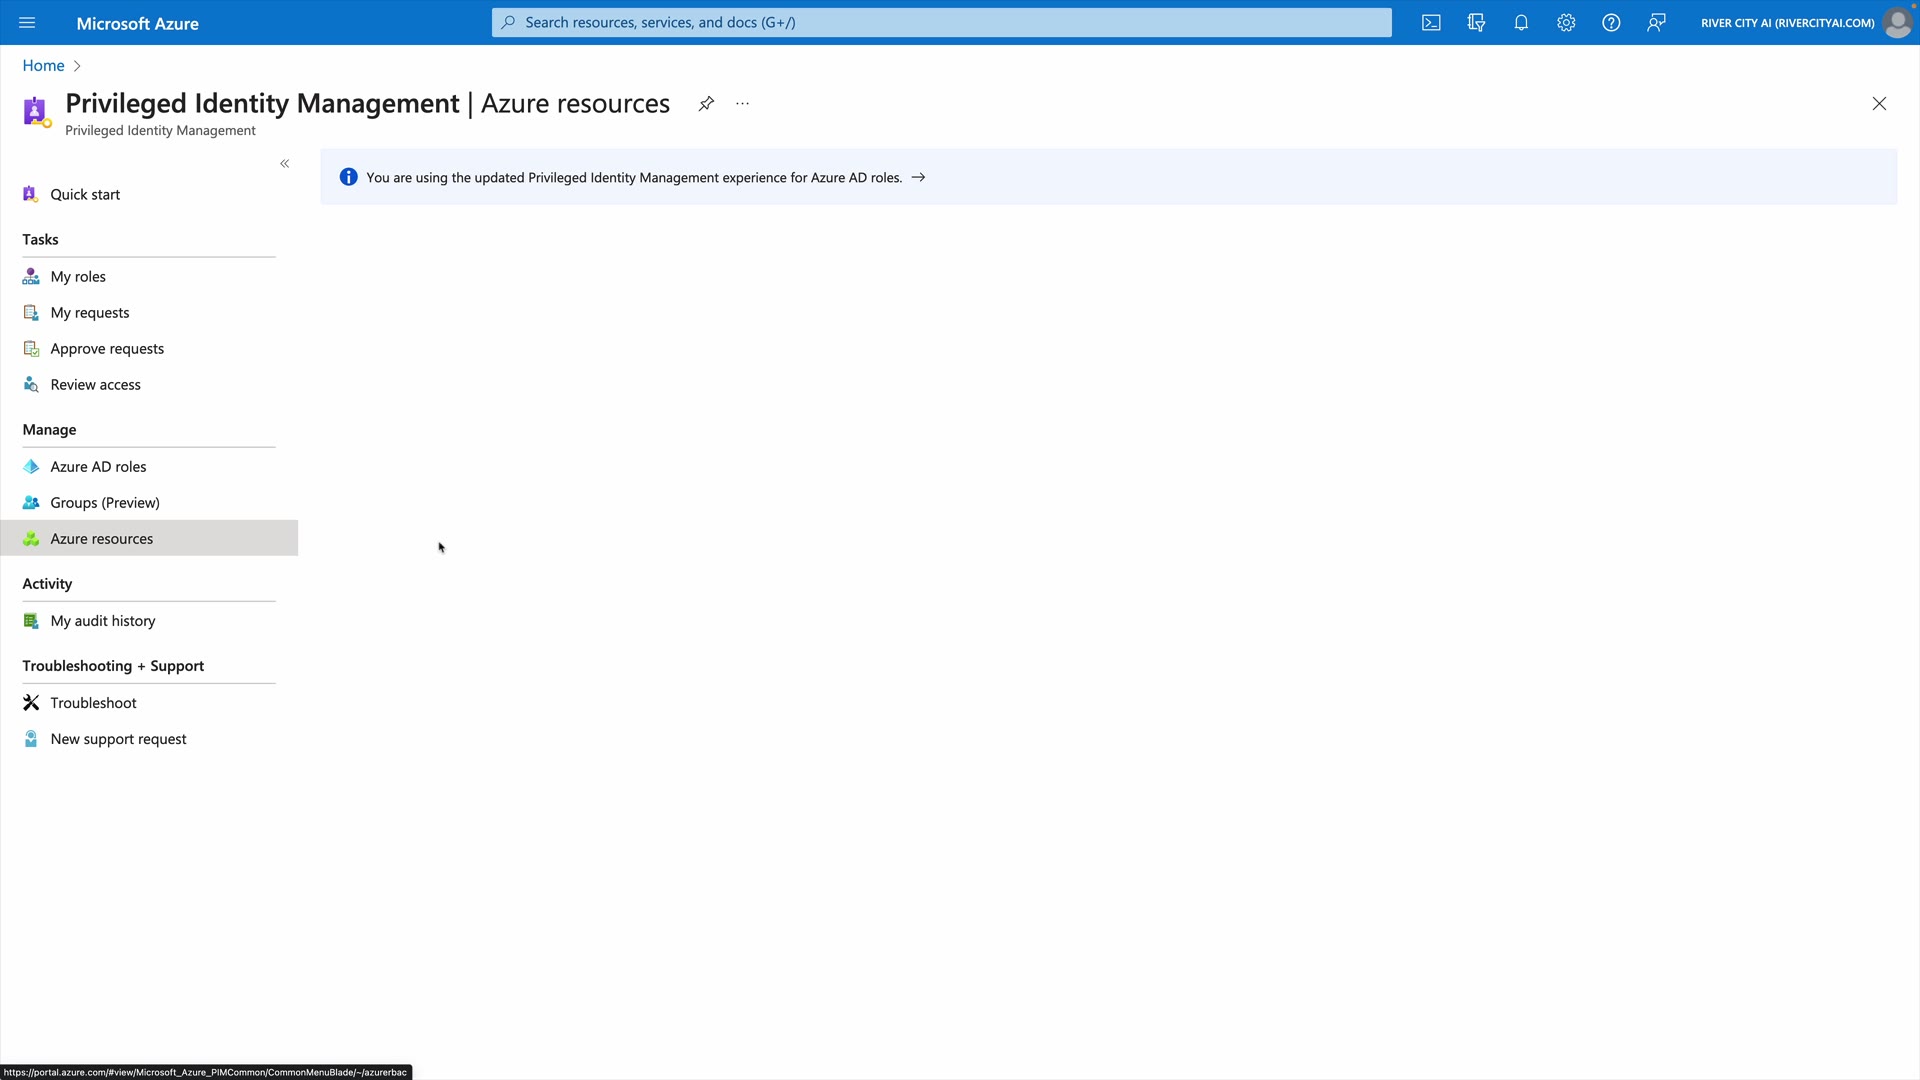 Microsoft Azure
Search resources, services, and docs (G+/)
RIVER CITY AI (RIVERCITYAI.COM)
Home
Privileged Identity Management | Azure resources
Privileged Identity Management
You are using the updated Privileged Identity Management experience for Azure AD roles. →
Quick start
Tasks
My roles
My requests
Approve requests
Review access
Manage
Azure AD roles
Groups (Preview)
Azure resources
Activity
My audit history
Troubleshooting + Support
Troubleshoot
New support request
https://portal.azure.com/#view/Microsoft_Azure_PIMCommon/CommonMenuBlade/~/azurerbac